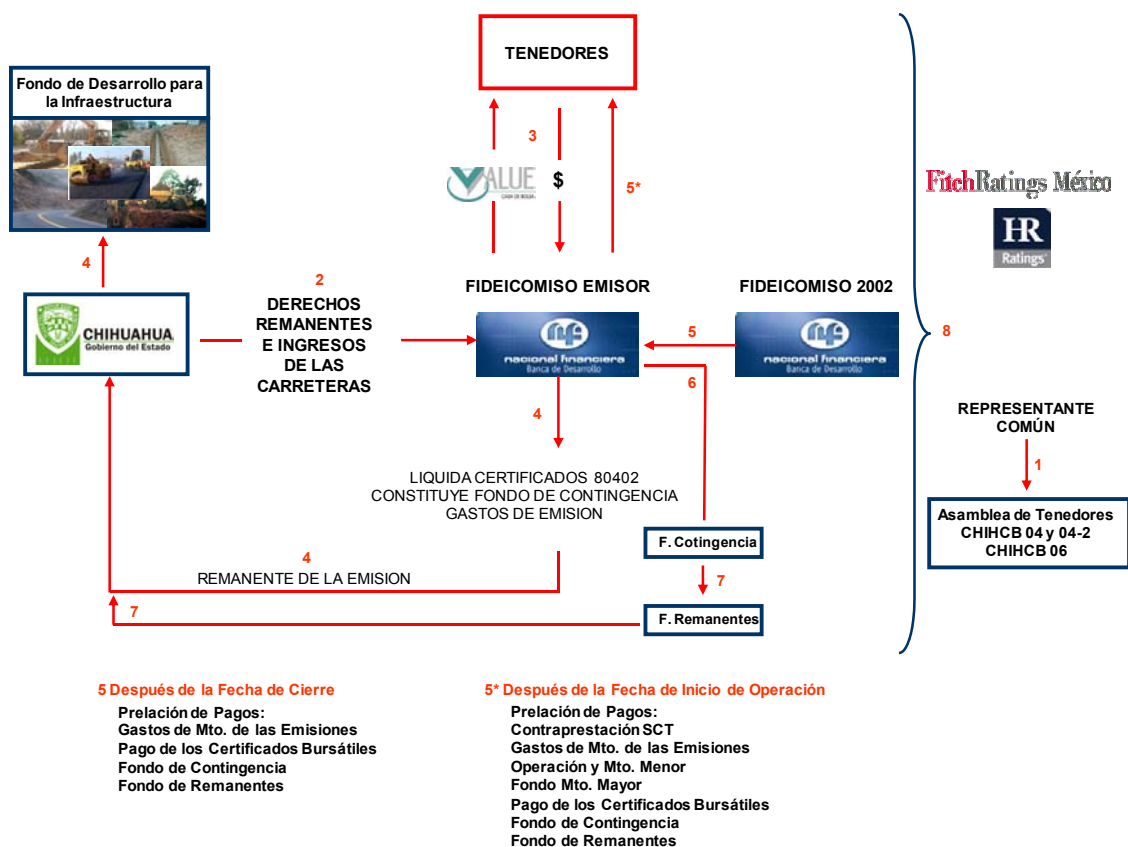 TENEDORES
Fondo de Desarrollo para
la Infraestructura
3
VALUE
CASA DE BOLSA
$
5*
FitchRatings México
HR
Ratings
4
2
DERECHOS
REMANENTES
E INGRESOS
DE LAS
CARRETERAS
CHIHUAHUA
Gobierno del Estado
FIDEICOMISO EMISOR
nacional financiera
Banca de Desarrollo
5
6
FIDEICOMISO 2002
nacional financiera
Banca de Desarrollo
8
4
LIQUIDA CERTIFICADOS 80402
CONSTITUYE FONDO DE CONTINGENCIA
GASTOS DE EMISION
REPRESENTANTE
COMÚN
1
Asamblea de Tenedores
CHIHCB 04 y 04-2
CHIHCB 06
F. Cotingencia
4
REMANENTE DE LA EMISION
7
7
F. Remanentes
5 Después de la Fecha de Cierre
Prelación de Pagos:
Gastos de Mto. de las Emisiones
Pago de los Certificados Bursátiles
Fondo de Contingencia
Fondo de Remanentes
5* Después de la Fecha de Inicio de Operación
Prelación de Pagos:
Contraprestación SCT
Gastos de Mto. de las Emisiones
Operación y Mto. Menor
Fondo Mto. Mayor
Pago de los Certificados Bursátiles
Fondo de Contingencia
Fondo de Remanentes